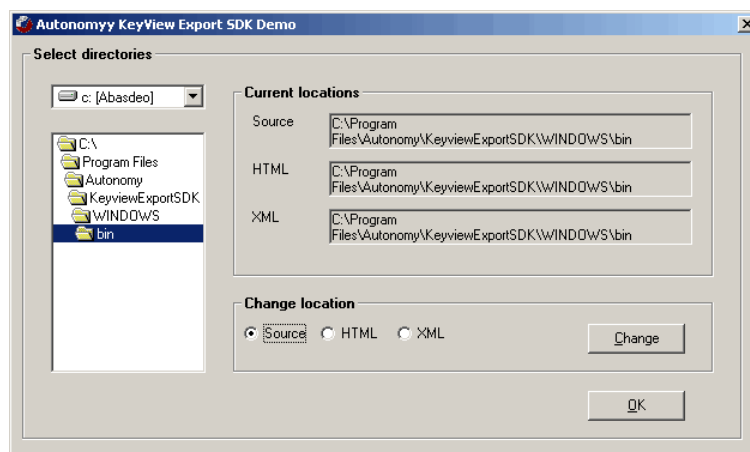 Autonomyy KeyView Export SDK Demo
Select directories
c: [Abasdeo]
C:\
Program Files
Autonomy
KeyviewExportSDK
WINDOWS
bin
Current locations
Source
C:\Program
Files\Autonomy\KeyviewExportSDK\WINDOWS\bin
HTML
C:\Program
Files\Autonomy\KeyviewExportSDK\WINDOWS\bin
XML
C:\Program
Files\Autonomy\KeyviewExportSDK\WINDOWS\bin
Change location
Source HTML XML
Change
OK